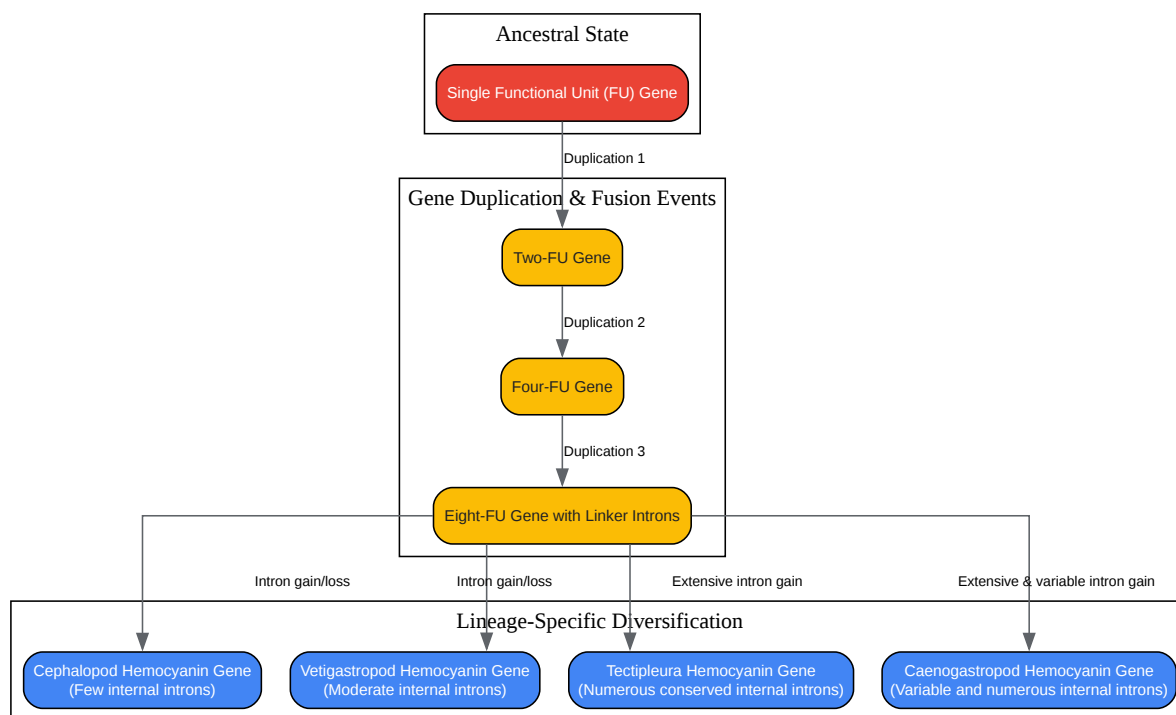 Ancestral State
Single Functional Unit (FU) Gene
Duplication 1
Gene Duplication & Fusion Events
Two-FU Gene
Duplication 2
Four-FU Gene
Duplication 3
Eight-FU Gene with Linker Introns
Intron gain/loss
Intron gain/loss
Extensive intron gain
Extensive & variable intron gain
Lineage-Specific Diversification
Cephalopod Hemocyanin Gene
(Few internal introns)
Vetigastropod Hemocyanin Gene
(Moderate internal introns)
Tectipleura Hemocyanin Gene
(Numerous conserved internal introns)
Caenogastropod Hemocyanin Gene
(Variable and numerous internal introns)